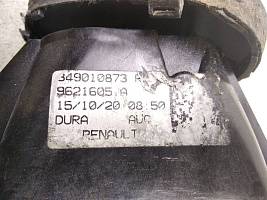 349010873 R
9621605 A
15/10/20 08:50
DURA AUC
RENAULT